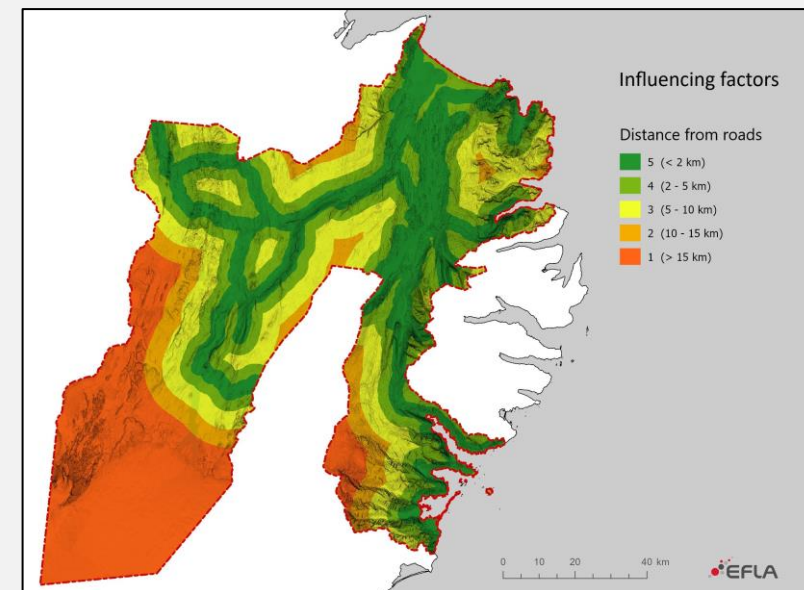 Influencing factors
Distance from roads
5 (< 2 km)
4 (2 - 5 km)
3 (5 - 10 km)
2 (10 - 15 km)
1 (> 15 km)
0 10 20 40 km
EFLA